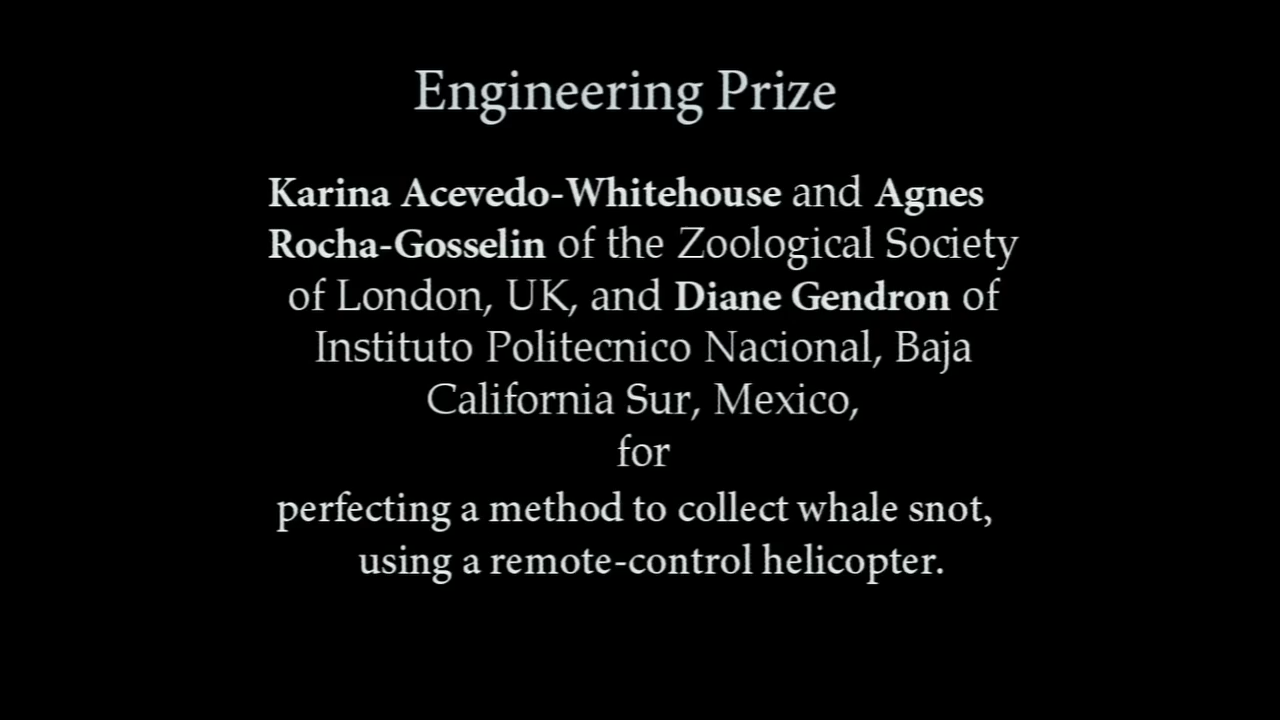 Engineering Prize
Karina Acevedo-Whitehouse and Agnes
Rocha-Gosselin of the Zoological Society
of London, UK, and Diane Gendron of
Instituto Politecnico Nacional, Baja
California Sur, Mexico,
for
perfecting a method to collect whale snot,
using a remote-control helicopter.